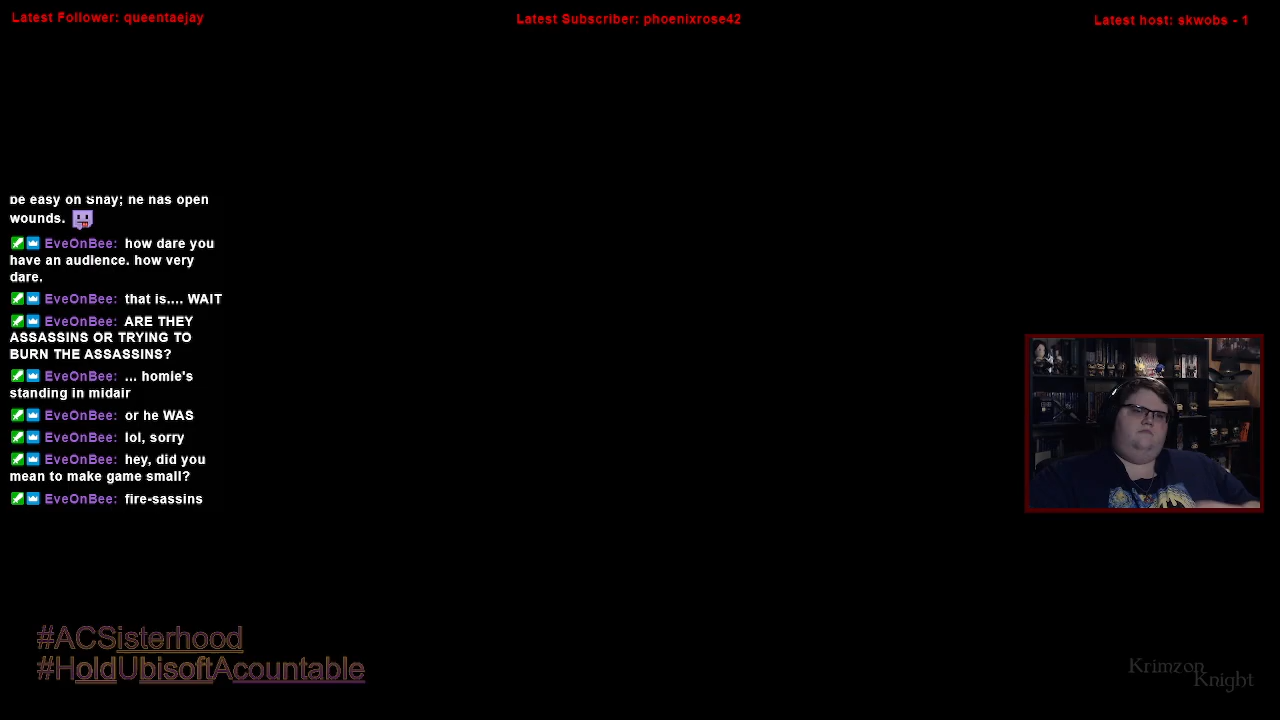 Latest Follower: queentaejay
Latest Subscriber: phoenixrose42
Latest host: skwobs - 1
be easy on Shay; he has open
wounds.
EveOnBee: how dare you
have an audience. how very
dare.
EveOnBee: that is.... WAIT
EveOnBee: ARE THEY
ASSASSINS OR TRYING TO
BURN THE ASSASSINS?
EveOnBee: ... homie's
standing in midair
EveOnBee: or he WAS
EveOnBee: lol, sorry
EveOnBee: hey, did you
mean to make game small?
EveOnBee: fire-sassins
#ACSisterhood
#HoldUbisoftAcountable
Krimzon
Knight